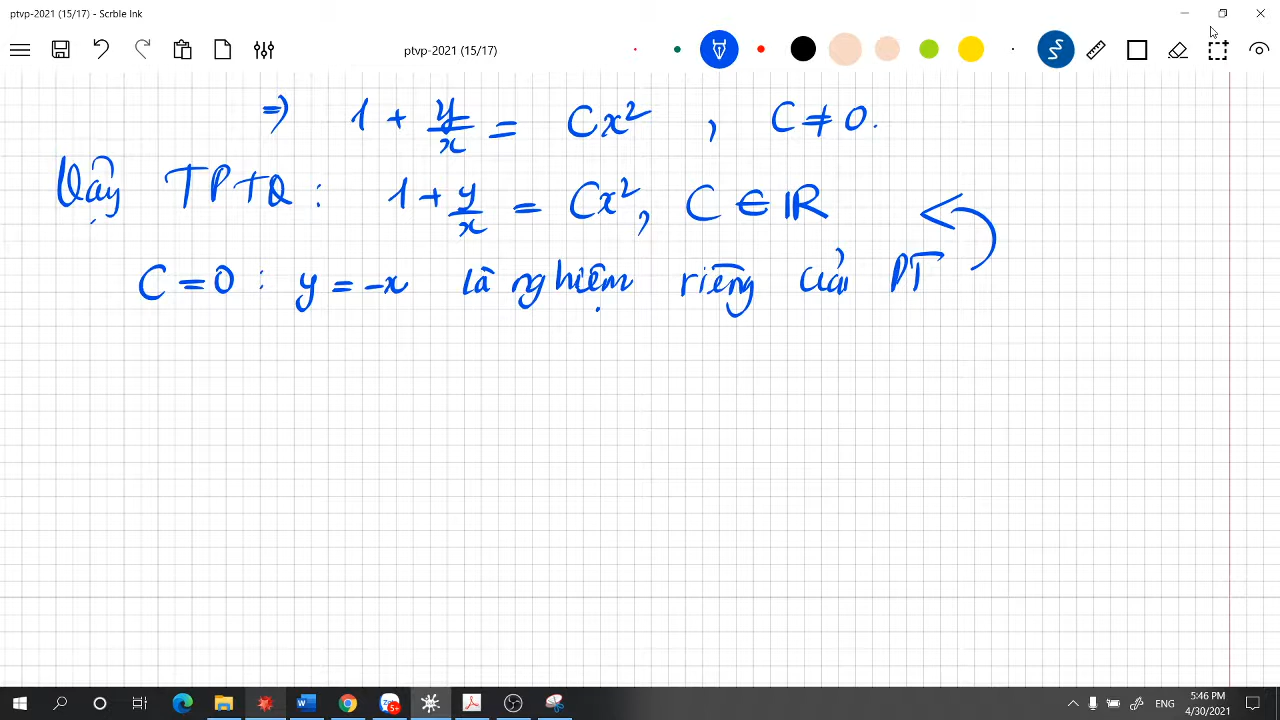 ptvp-2021 (15/17) - Scrble Ink
ptvp-2021 (15/17)
⇒ 1 + y/x = Cx², C ≠ 0.
Vậy TPTQ: 1 + y/x = Cx², C ∈ ℝ
C = 0 : y = -x là nghiệm riêng của PT
5+
ENG
5:46 PM
4/30/2021